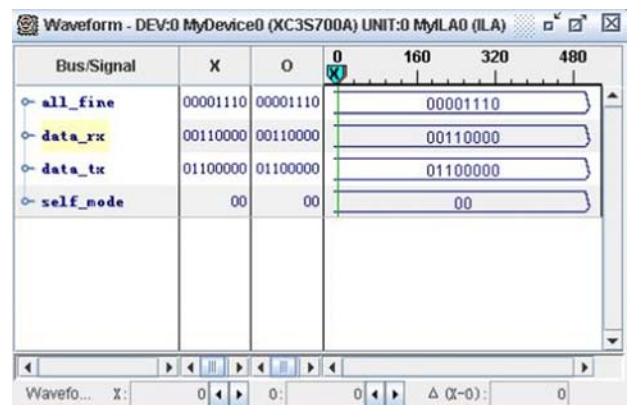 Waveform - DEV:0 MyDevice0 (XC3S700A) UNIT:0 MyILA0 (ILA)
Bus/Signal X O 0 160 320 480
X
all_fine 00001110 00001110 00001110
data_rx 00110000 00110000 00110000
data_tx 01100000 01100000 01100000
self_mode 00 00 00
Wavefo... X: 0 O: 0 Δ (X-O): 0